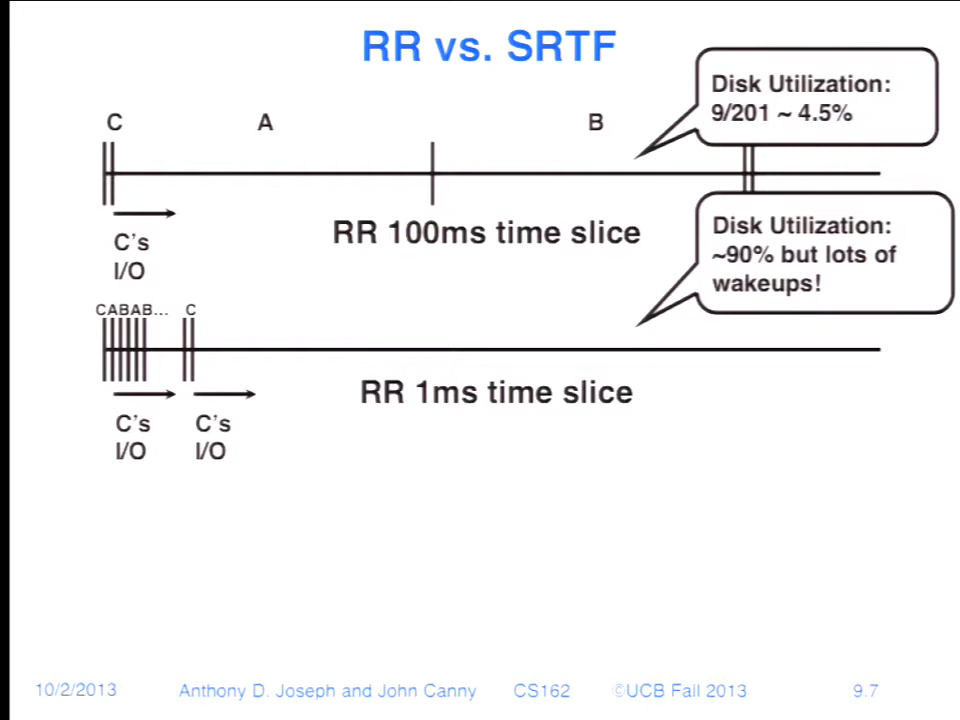 RR vs. SRTF
Disk Utilization:
9/201 ~ 4.5%
C
A
B
C's
I/O
RR 100ms time slice
Disk Utilization:
~90% but lots of
wakeups!
CABAB...
C
RR 1ms time slice
C's
I/O
C's
I/O
10/2/2013
Anthony D. Joseph and John Canny
CS162
©UCB Fall 2013
9.7